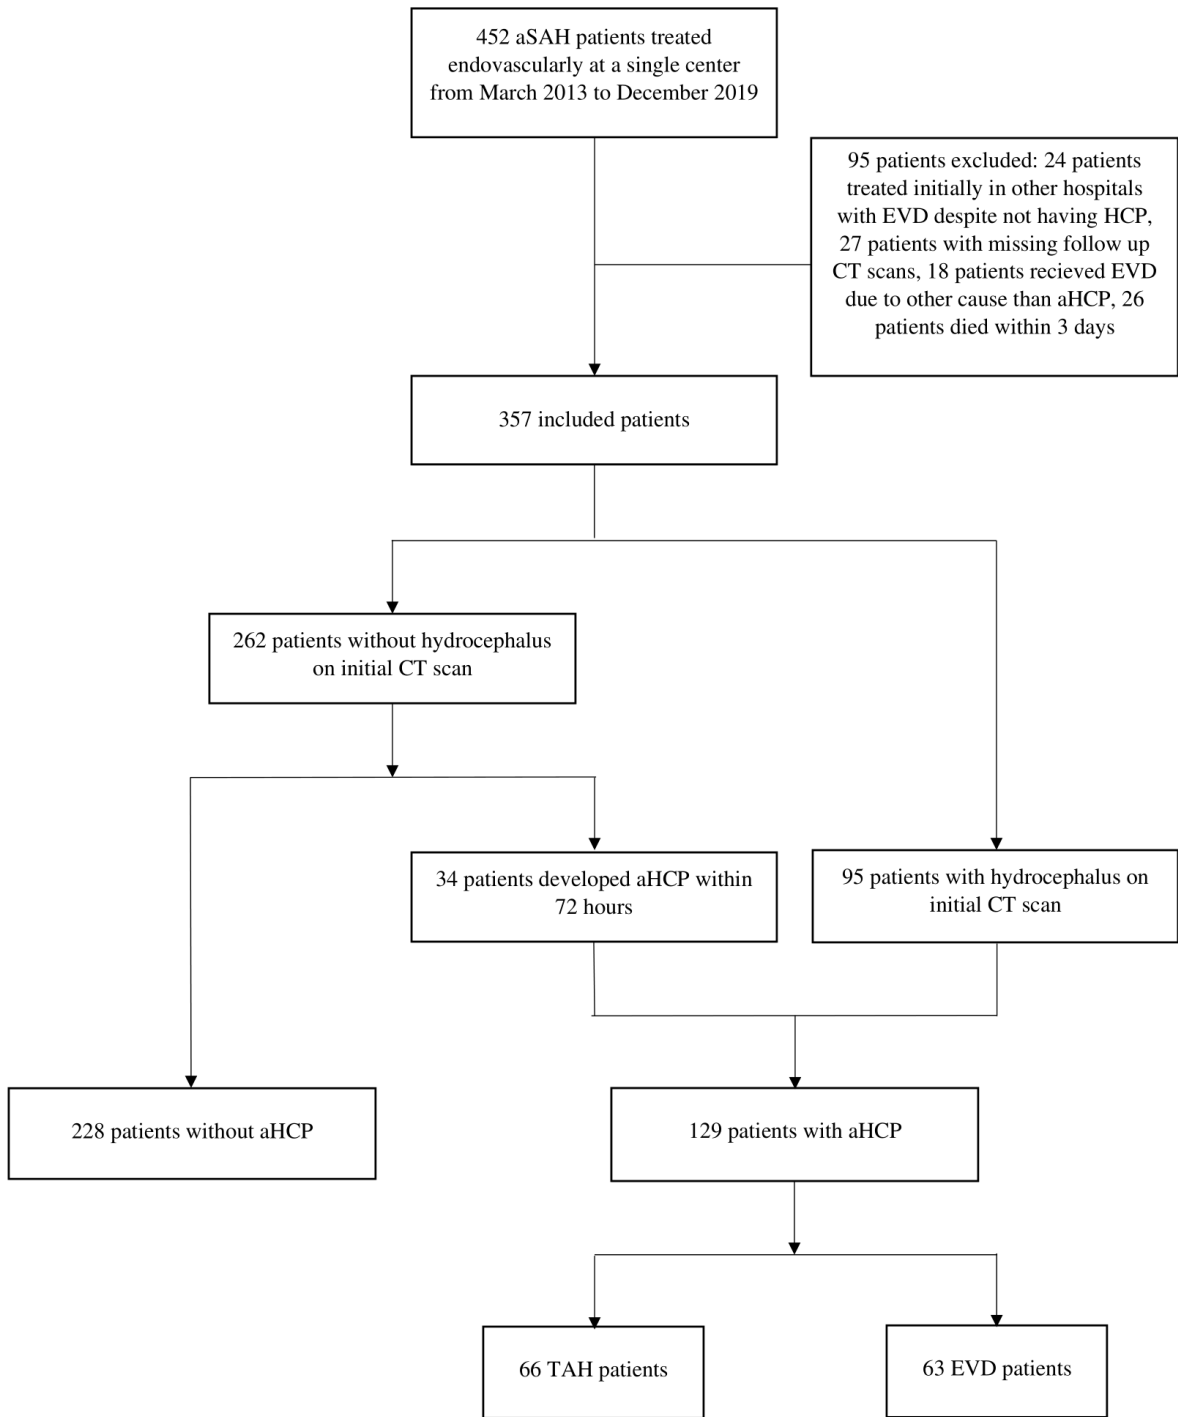 452 aSAH patients treated
endovascularly at a single center
from March 2013 to December 2019
95 patients excluded: 24 patients
treated initially in other hospitals
with EVD despite not having HCP,
27 patients with missing follow up
CT scans, 18 patients recieved EVD
due to other cause than aHCP, 26
patients died within 3 days
357 included patients
262 patients without hydrocephalus
on initial CT scan
34 patients developed aHCP within
72 hours
95 patients with hydrocephalus on
initial CT scan
228 patients without aHCP
129 patients with aHCP
66 TAH patients
63 EVD patients